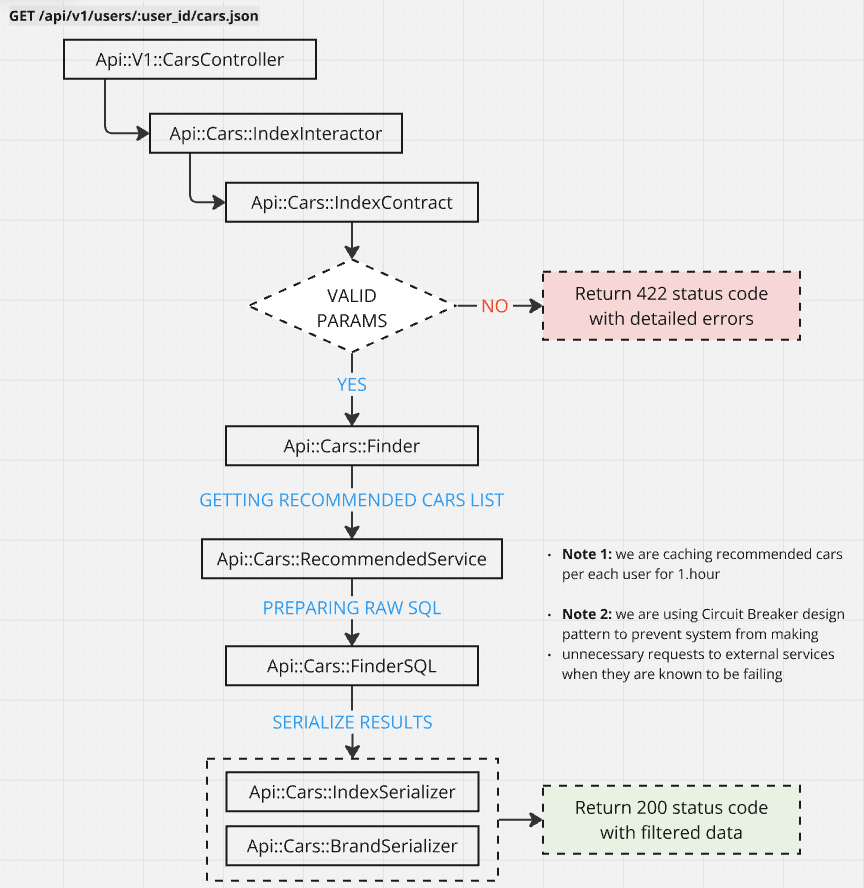 GET /api/v1/users/:user_id/cars.json
Api::V1::CarsController
Api::Cars::IndexInteractor
Api::Cars::IndexContract
VALID
PARAMS
NO
Return 422 status code
with detailed errors
YES
Api::Cars::Finder
GETTING RECOMMENDED CARS LIST
Api::Cars::RecommendedService
PREPARING RAW SQL
Api::Cars::FinderSQL
SERIALIZE RESULTS
Api::Cars::IndexSerializer
Api::Cars::BrandSerializer
Return 200 status code
with filtered data
• Note 1: we are caching recommended cars
per each user for 1.hour
• Note 2: we are using Circuit Breaker design
pattern to prevent system from making
• unnecessary requests to external services
when they are known to be failing